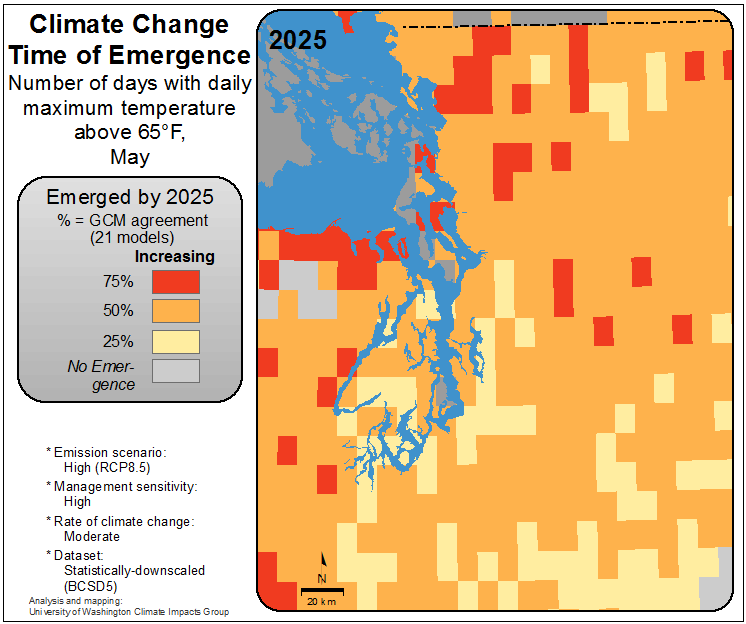 Climate Change
Time of Emergence
Number of days with daily
maximum temperature
above 65°F,
May
Emerged by 2025
% = GCM agreement
(21 models)
Increasing
75%
50%
25%
No Emer-
gence
* Emission scenario:
High (RCP8.5)
* Management sensitivity:
High
* Rate of climate change:
Moderate
* Dataset:
Statistically-downscaled
(BCSD5)
Analysis and mapping:
University of Washington Climate Impacts Group
2025
N
20 km